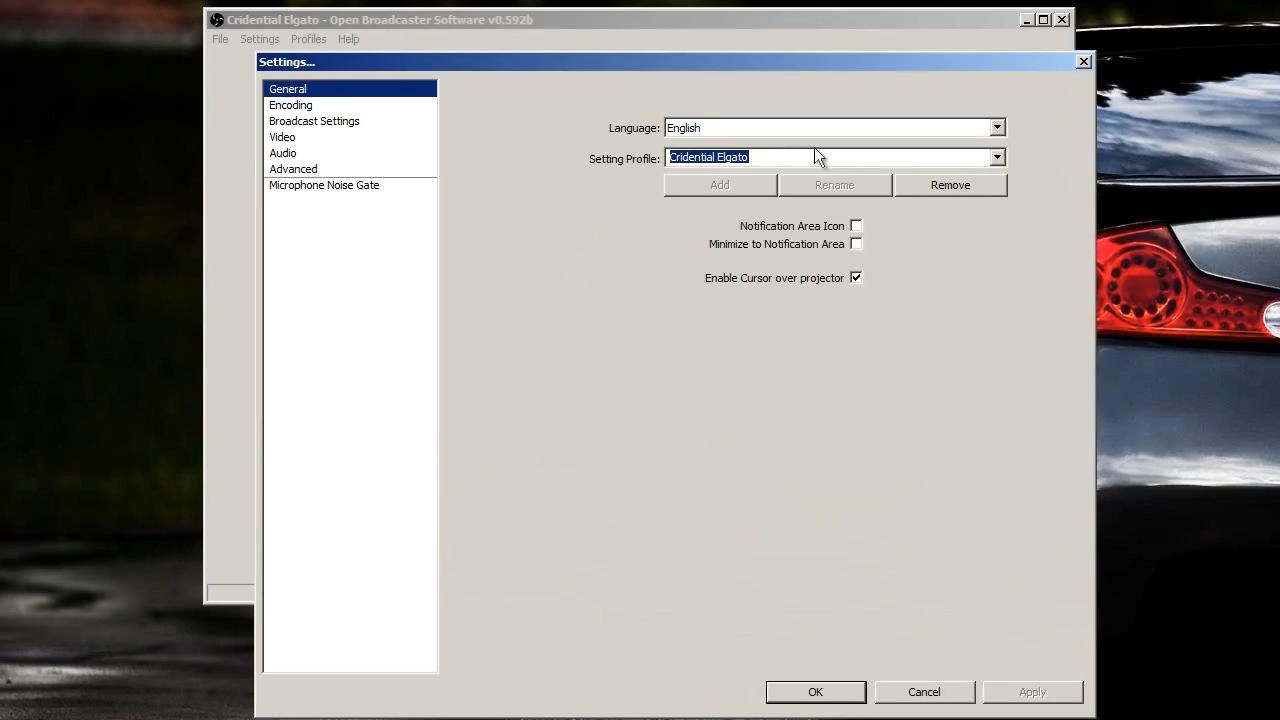 Cridential Elgato - Open Broadcaster Software v0.592b
File Settings Profiles Help
Settings...
General
Encoding
Broadcast Settings
Video
Audio
Advanced
Microphone Noise Gate
Language: English
Setting Profile: Cridential Elgato
Add Rename Remove
Notification Area Icon
Minimize to Notification Area
Enable Cursor over projector
OK Cancel Apply